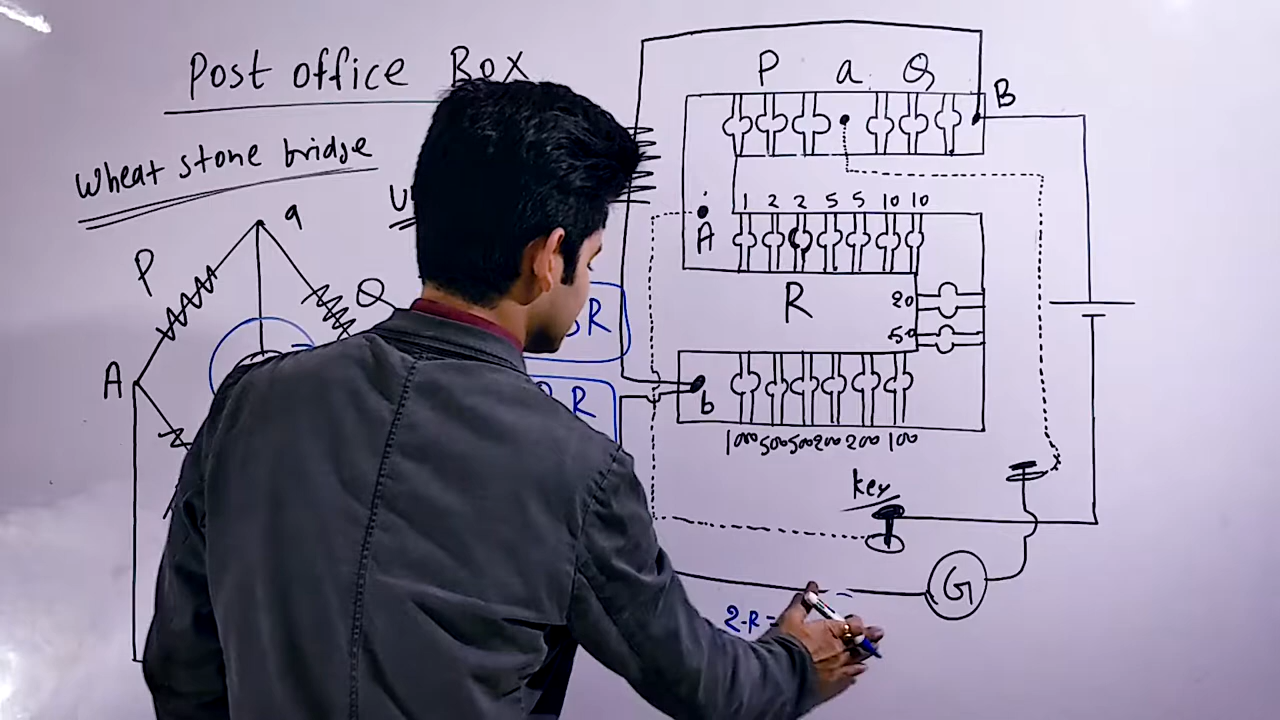 Post office Box
Wheat stone bridge
P a Q B
a
P Q
A
U
R
R
A
1 2 2 5 5 10 10
R
20
50
b
1000 500 500 200 200 100
key
G
2-R =